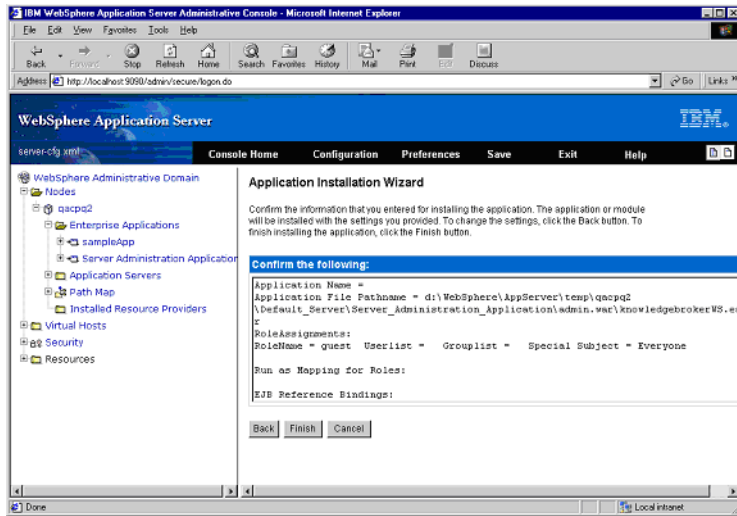 IBM WebSphere Application Server Administrative Console - Microsoft Internet Explorer
File Edit View Favorites Tools Help
Back Forward Stop Refresh Home Search Favorites History Mail Print Edit Discuss
Address http://localhost:9090/admin/secure/logon.do Go Links »
WebSphere Application Server IBM.
server-cfg.xml Console Home Configuration Preferences Save Exit Help
WebSphere Administrative Domain
Nodes
qacpq2
Enterprise Applications
sampleApp
Server Administration Application
Application Servers
Path Map
Installed Resource Providers
Virtual Hosts
Security
Resources
Application Installation Wizard
Confirm the information that you entered for installing the application. The application or module
will be installed with the settings you provided. To change the settings, click the Back button. To
finish installing the application, click the Finish button.
Confirm the following:
Application Name =
Application File Pathname = d:\WebSphere\AppServer\temp\qacpq2
\Default_Server\Server_Administration_Application\admin.war\knowledgebrokerWS.ea
r
RoleAssignments:
RoleName = guest Userlist = Grouplist = Special Subject = Everyone
Run as Mapping for Roles:
EJB Reference Bindings:
Back Finish Cancel
Done Local intranet